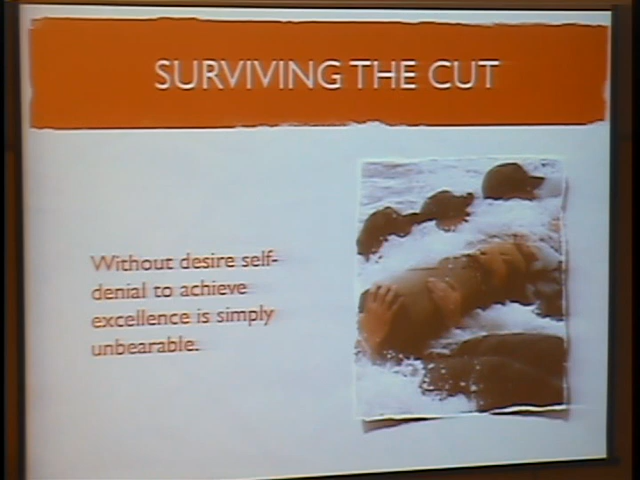 SURVIVING THE CUT
Without desire self-
denial to achieve
excellence is simply
unbearable.